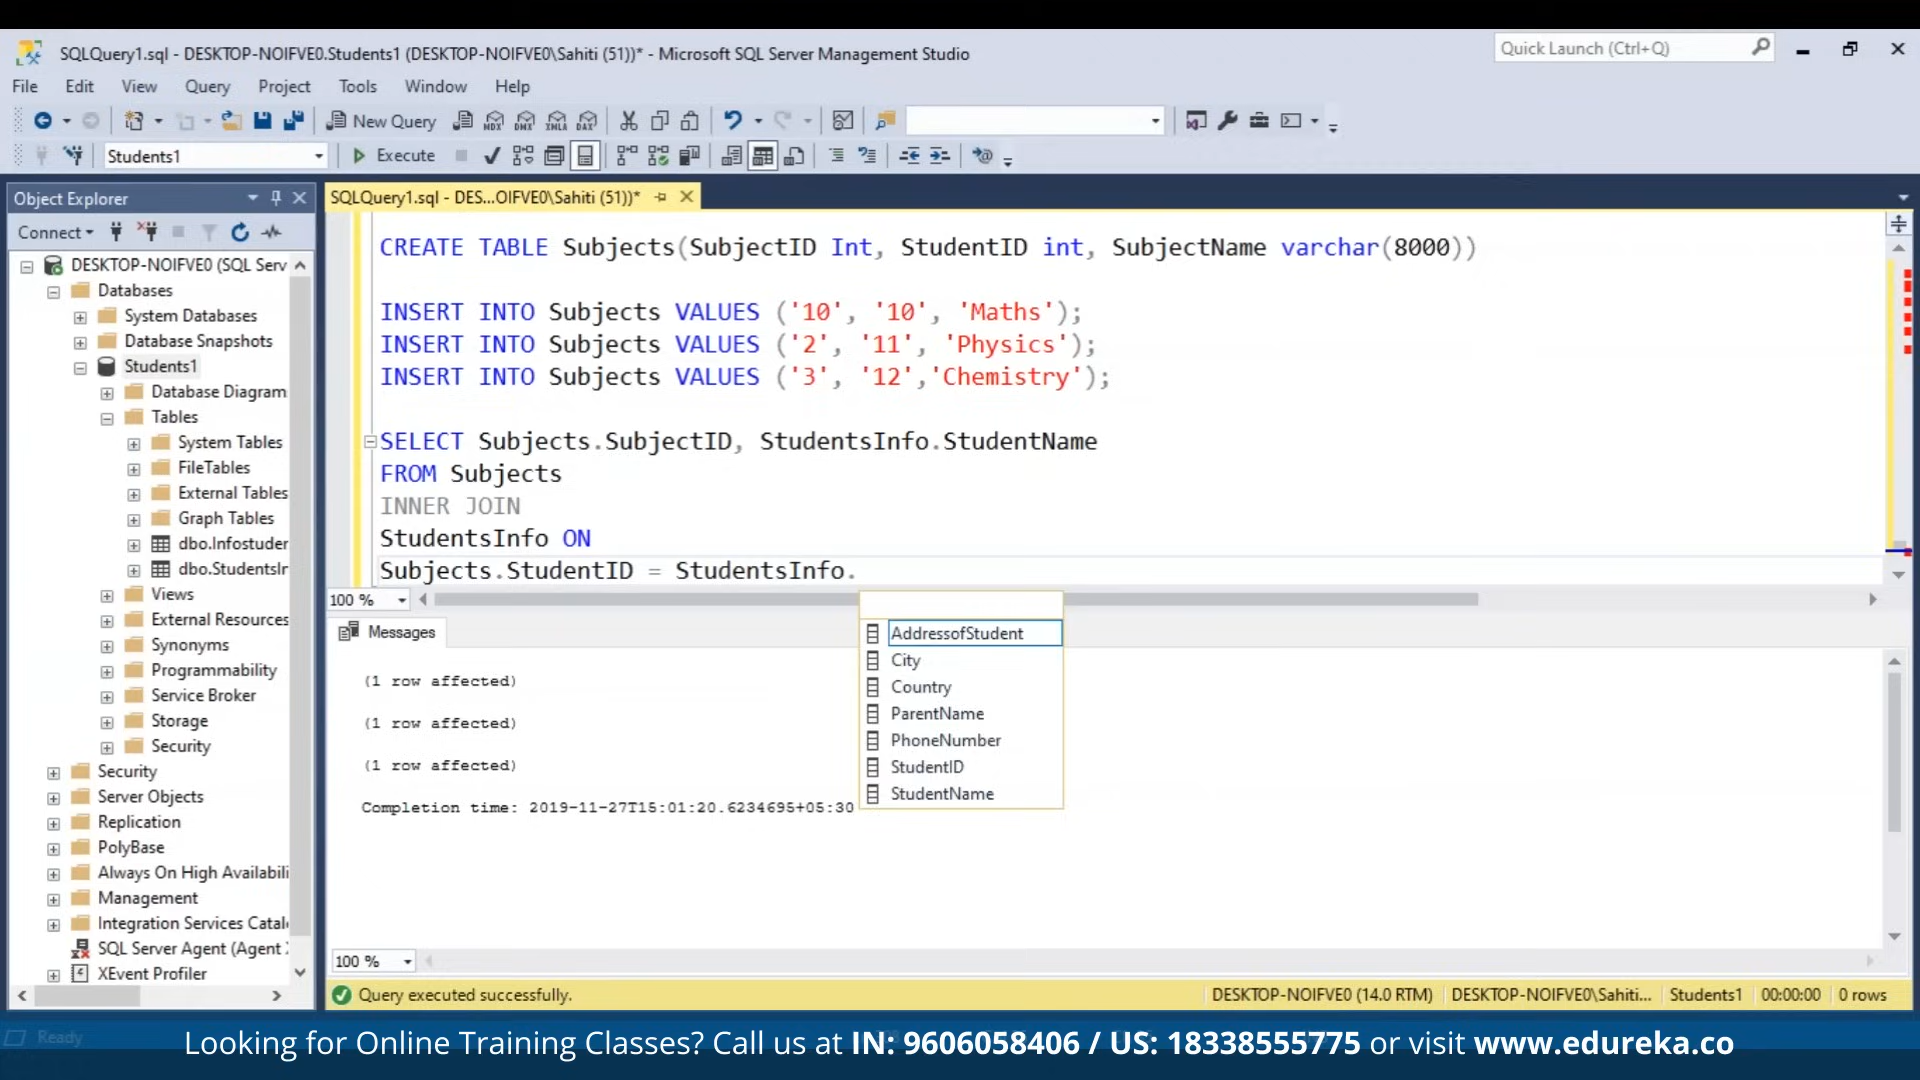 SQLQuery1.sql - DESKTOP-NOIFVE0.Students1 (DESKTOP-NOIFVE0\Sahiti (51))* - Microsoft SQL Server Management Studio
Quick Launch (Ctrl+Q)
File Edit View Query Project Tools Window Help
New Query
MDX DMX XMLA DAX
Students1 Execute
Object Explorer
SQLQuery1.sql - DES...OIFVE0\Sahiti (51))*
Connect
DESKTOP-NOIFVE0 (SQL Serv
Databases
System Databases
Database Snapshots
Students1
Database Diagram
Tables
System Tables
FileTables
External Tables
Graph Tables
dbo.Infostuder
dbo.StudentsIr
Views
External Resources
Synonyms
Programmability
Service Broker
Storage
Security
Security
Server Objects
Replication
PolyBase
Always On High Availabili
Management
Integration Services Catal
SQL Server Agent (Agent
XEvent Profiler
CREATE TABLE Subjects(SubjectID Int, StudentID int, SubjectName varchar(8000))
INSERT INTO Subjects VALUES ('10', '10', 'Maths');
INSERT INTO Subjects VALUES ('2', '11', 'Physics');
INSERT INTO Subjects VALUES ('3', '12','Chemistry');
SELECT Subjects.SubjectID, StudentsInfo.StudentName
FROM Subjects
INNER JOIN
StudentsInfo ON
Subjects.StudentID = StudentsInfo.
100 %
AddressofStudent
City
Country
ParentName
PhoneNumber
StudentID
StudentName
Messages
(1 row affected)
(1 row affected)
(1 row affected)
Completion time: 2019-11-27T15:01:20.6234695+05:30
100 %
Query executed successfully.
DESKTOP-NOIFVE0 (14.0 RTM) DESKTOP-NOIFVE0\Sahiti... Students1 00:00:00 0 rows
Ready
Looking for Online Training Classes? Call us at IN: 9606058406 / US: 18338555775 or visit www.edureka.co